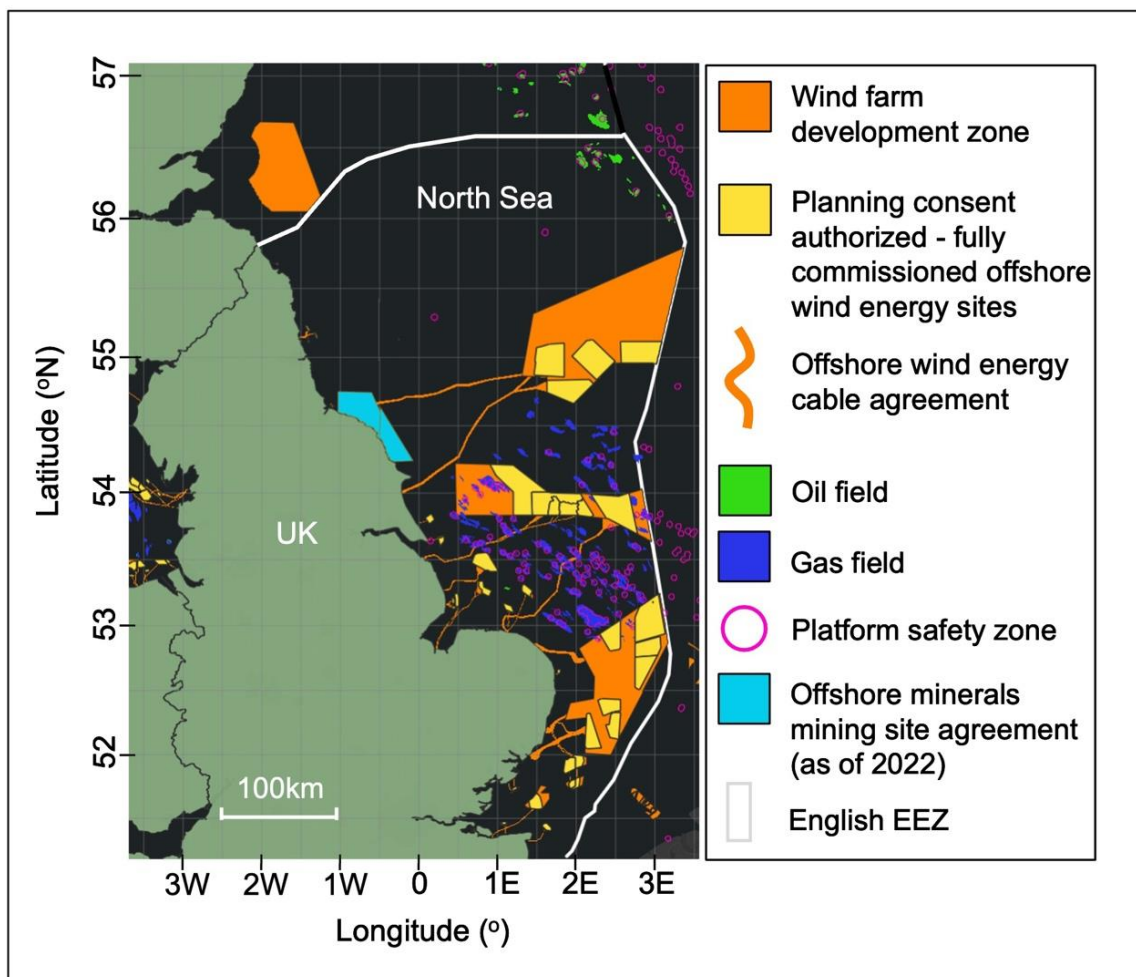 57
56
55
54
53
52
Latitude (ºN)
North Sea
UK
100km
3W 2W 1W 0 1E 2E 3E
Longitude (º)
Wind farm
development zone
Planning consent
authorized - fully
commissioned offshore
wind energy sites
Offshore wind energy
cable agreement
Oil field
Gas field
Platform safety zone
Offshore minerals
mining site agreement
(as of 2022)
English EEZ